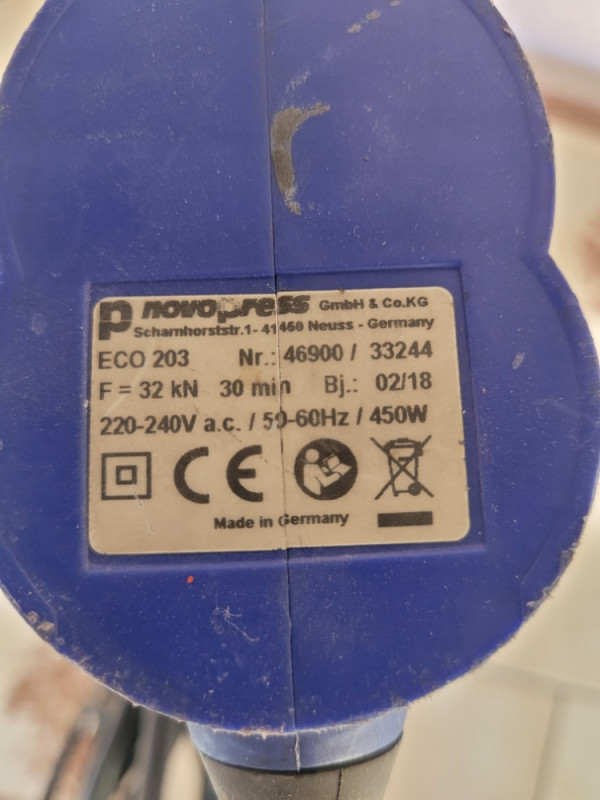 novopress GmbH & Co.KG
Scharnhorststr.1- 41460 Neuss - Germany
ECO 203 Nr.: 46900 / 33244
F = 32 kN 30 min Bj.: 02/18
220-240V a.c. / 50-60Hz / 450W
CE
Made in Germany